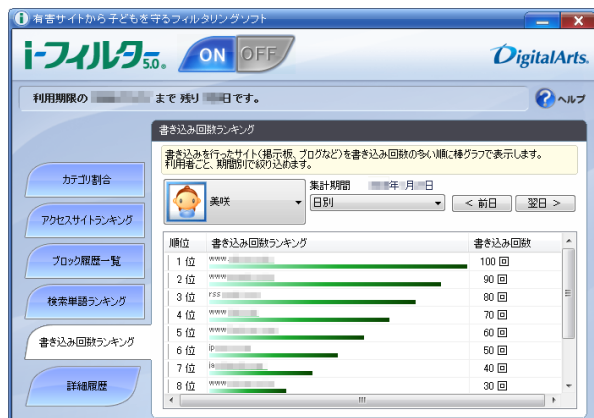 有害サイトから子どもを守るフィルタリングソフト
i-フィルター5.0.
ON OFF
DigitalArts.
利用期限の まで 残り 日です。
ヘルプ
書き込み回数ランキング
書き込みを行ったサイト(掲示板、ブログなど)を書き込み回数の多い順に棒グラフで表示します。
利用者ごと、期間別で絞り込めます。
カテゴリ割合
アクセスサイトランキング
ブロック履歴一覧
検索単語ランキング
書き込み回数ランキング
詳細履歴
美咲
集計期間 年 月 日
日別
< 前日
翌日 >
順位 書き込み回数ランキング 書き込み回数
1 位 www. 100 回
2 位 www 90 回
3 位 rss 80 回
4 位 www 70 回
5 位 www 60 回
6 位 ip 50 回
7 位 40 回
8 位 www 30 回